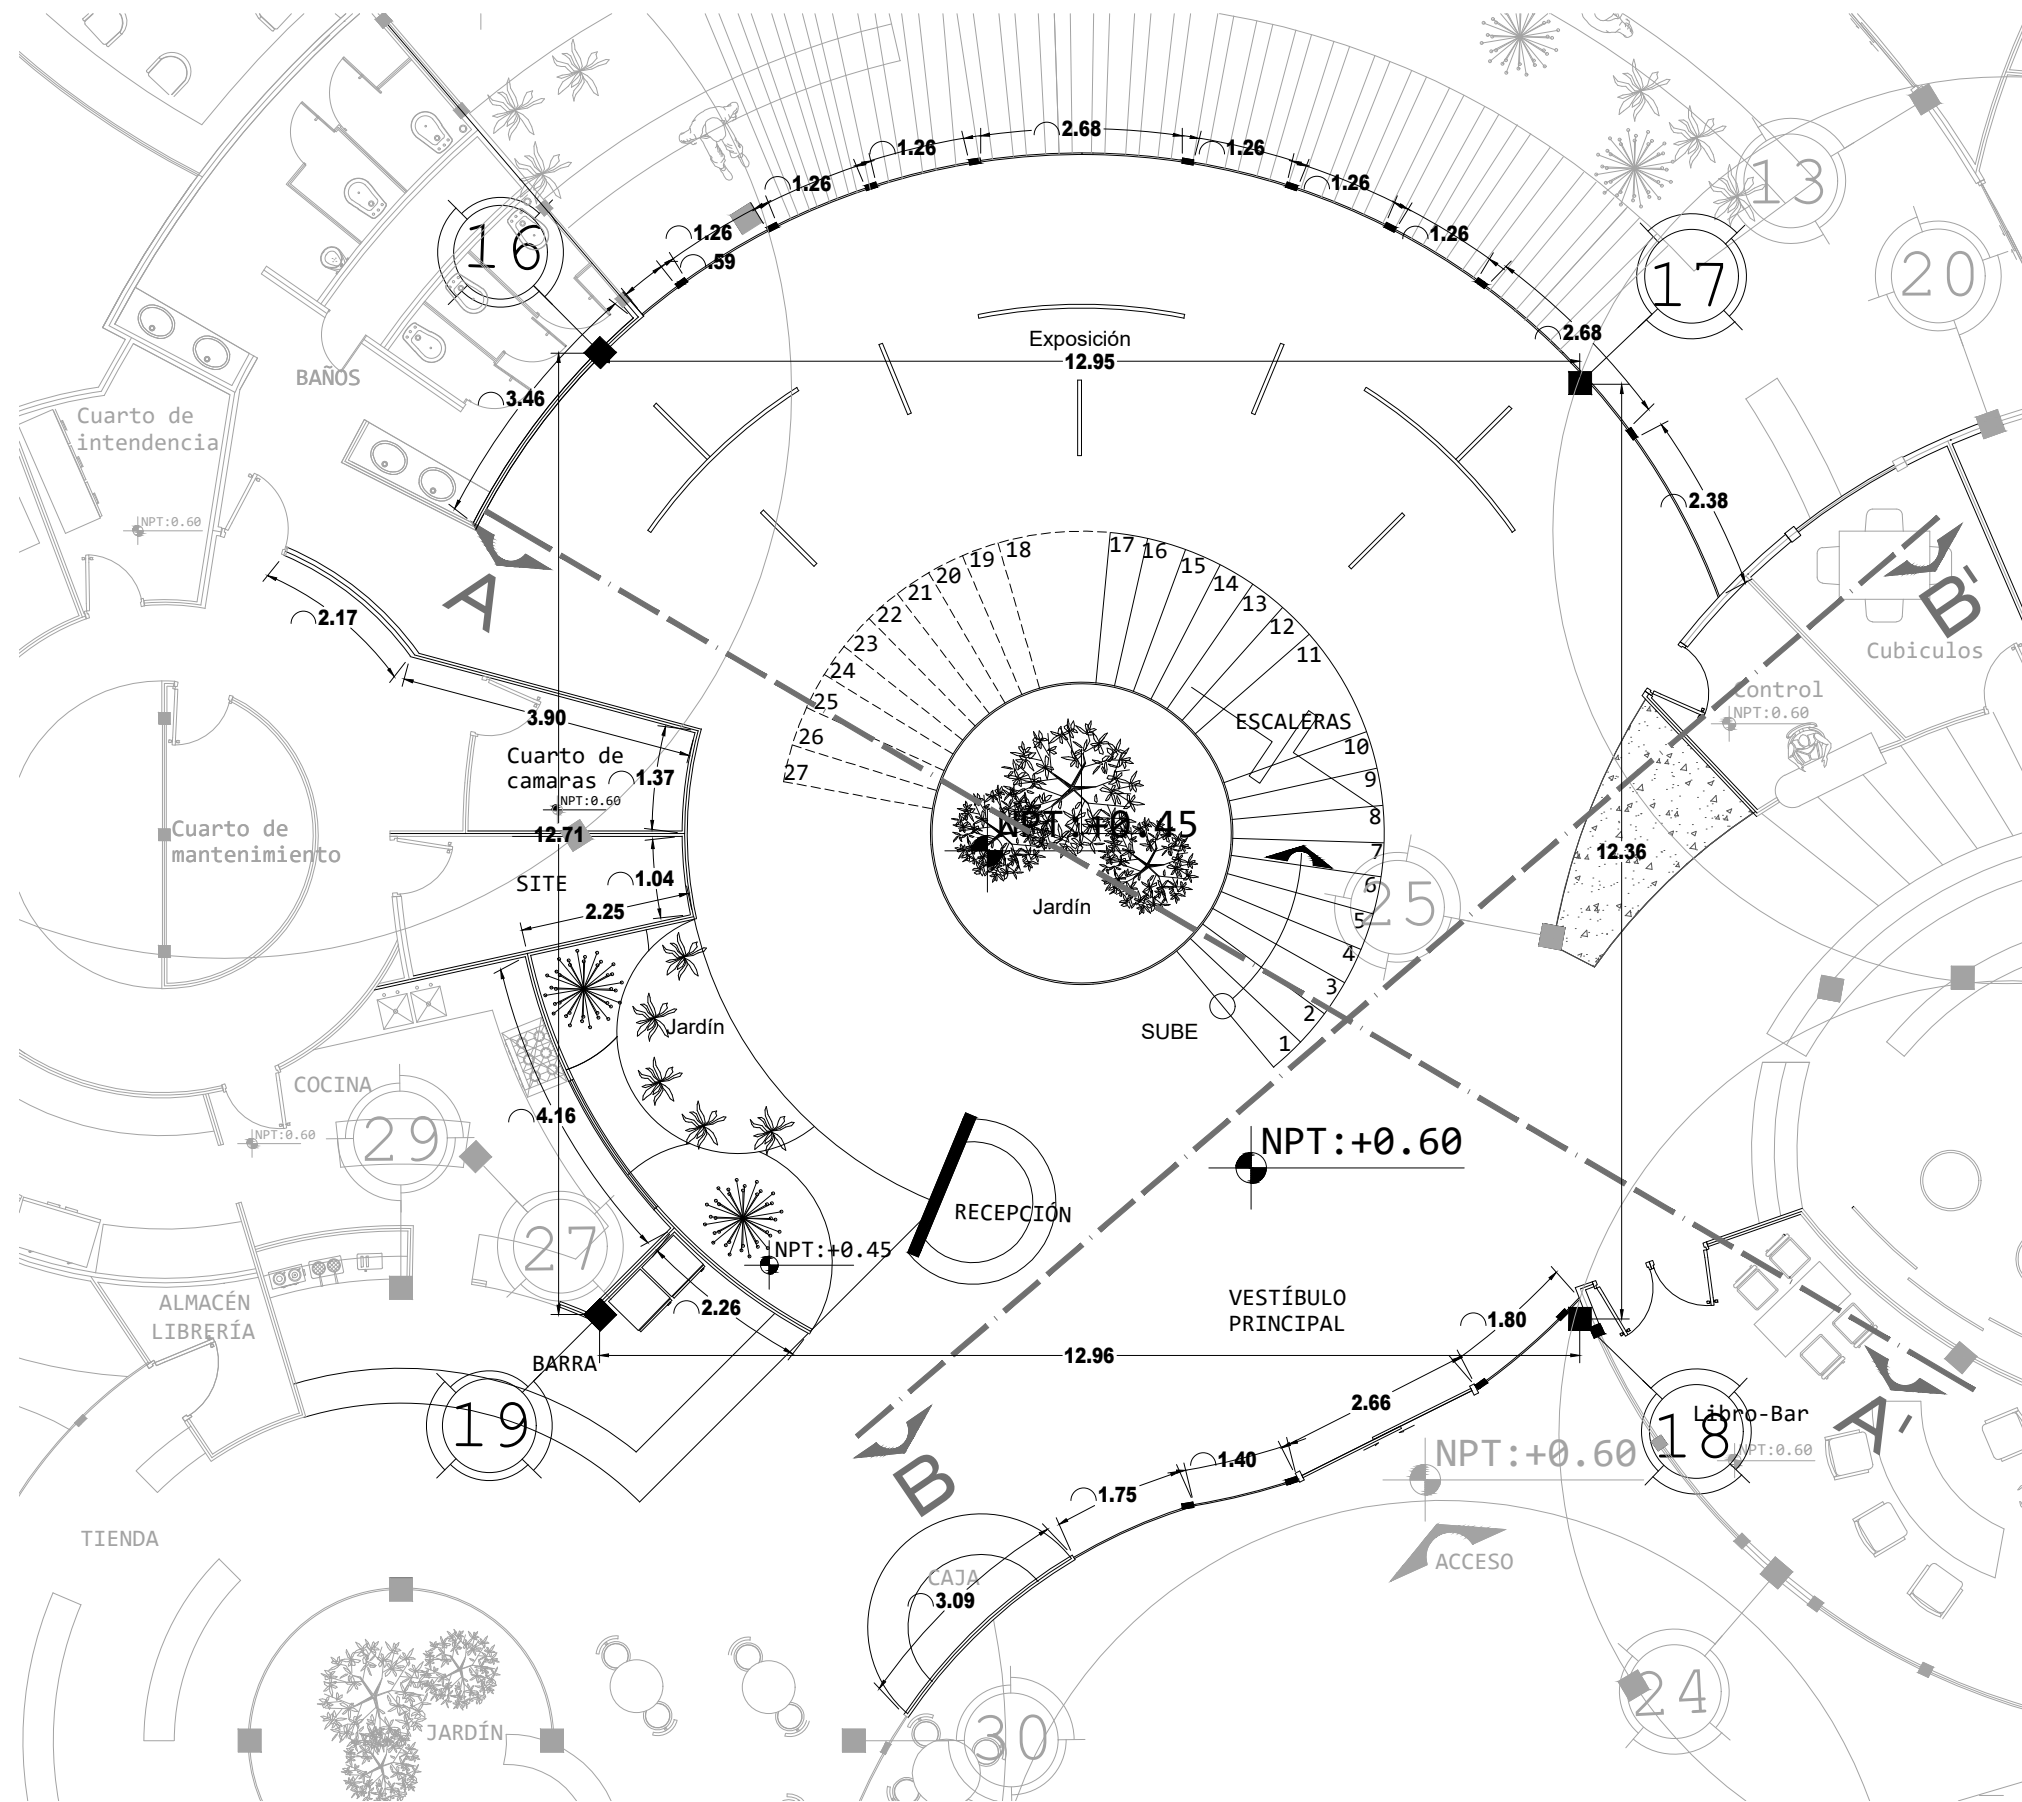 2.68
1.26
1.26
1.26
1.26
1.26
1.26
1.26
.59
16
13
17
20
Exposición
12.95
2.68
3.46
2.38
BAÑOS
Cuarto de
intendencia
NPT:0.60
A
B'
2.17
18
19
20
21
22
23
24
25
26
27
17
16
15
14
13
12
11
10
9
8
7
6
5
4
3
2
1
ESCALERAS
Cubiculos
Control
NPT:0.60
3.90
Cuarto de
camaras
1.37
NPT:0.60
12.71
Cuarto de
mantenimiento
SITE
1.04
2.25
NPT:+0.45
Jardín
25
12.36
SUBE
Jardín
COCINA
NPT:0.60
29
4.16
27
NPT:+0.60
RECEPCIÓN
NPT:+0.45
ALMACÉN
LIBRERÍA
2.26
BARRA
VESTÍBULO
PRINCIPAL
1.80
12.96
2.66
19
18
Libro-Bar
NPT:0.60
A'
B
1.40
1.75
NPT:+0.60
ACCESO
TIENDA
CAJA
3.09
JARDÍN
30
24